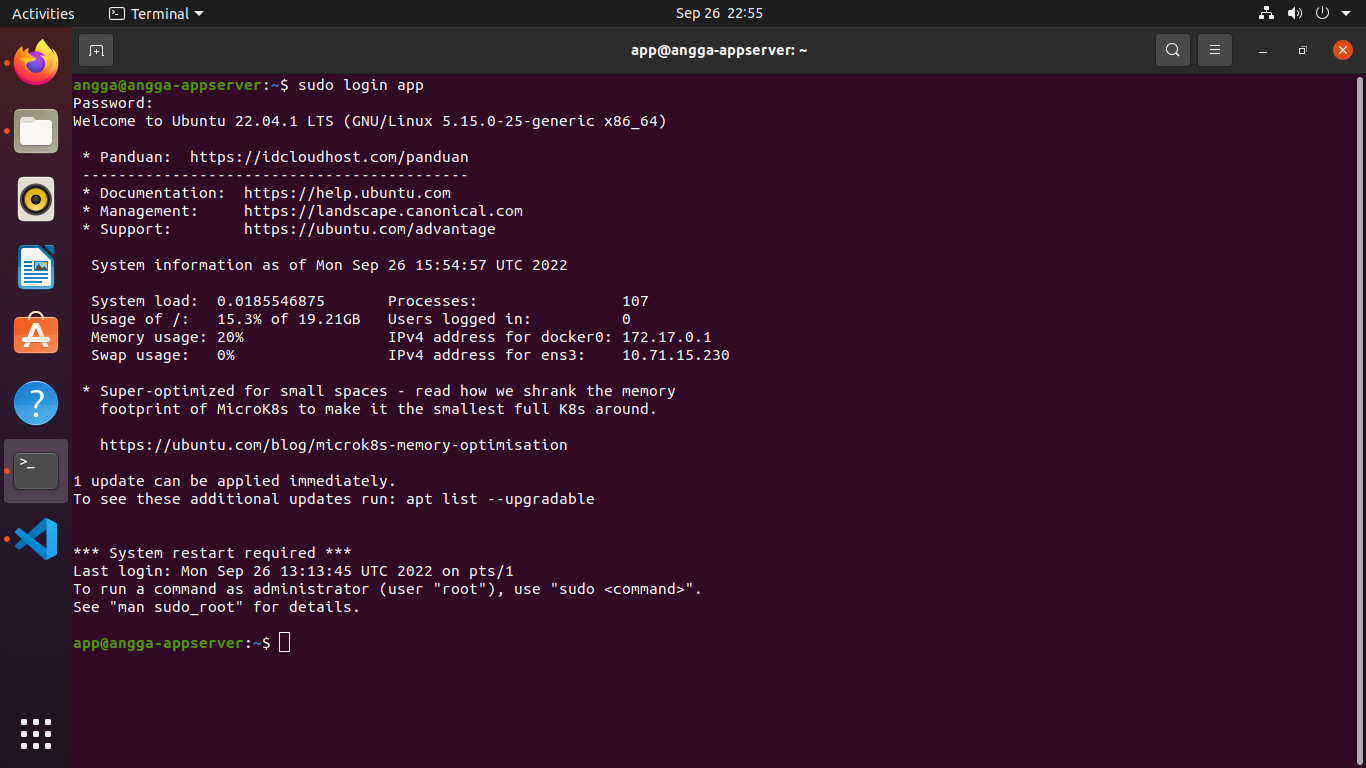 Activities Terminal Sep 26 22:55
app@angga-appserver: ~
angga@angga-appserver:~$ sudo login app
Password:
Welcome to Ubuntu 22.04.1 LTS (GNU/Linux 5.15.0-25-generic x86_64)
* Panduan: https://idcloudhost.com/panduan
-------------------------------------------
* Documentation: https://help.ubuntu.com
* Management: https://landscape.canonical.com
* Support: https://ubuntu.com/advantage
System information as of Mon Sep 26 15:54:57 UTC 2022
System load: 0.0185546875 Processes: 107
Usage of /: 15.3% of 19.21GB Users logged in: 0
Memory usage: 20% IPv4 address for docker0: 172.17.0.1
Swap usage: 0% IPv4 address for ens3: 10.71.15.230
* Super-optimized for small spaces - read how we shrank the memory
footprint of MicroK8s to make it the smallest full K8s around.
https://ubuntu.com/blog/microk8s-memory-optimisation
1 update can be applied immediately.
To see these additional updates run: apt list --upgradable
*** System restart required ***
Last login: Mon Sep 26 13:13:45 UTC 2022 on pts/1
To run a command as administrator (user "root"), use "sudo <command>".
See "man sudo_root" for details.
app@angga-appserver:~$